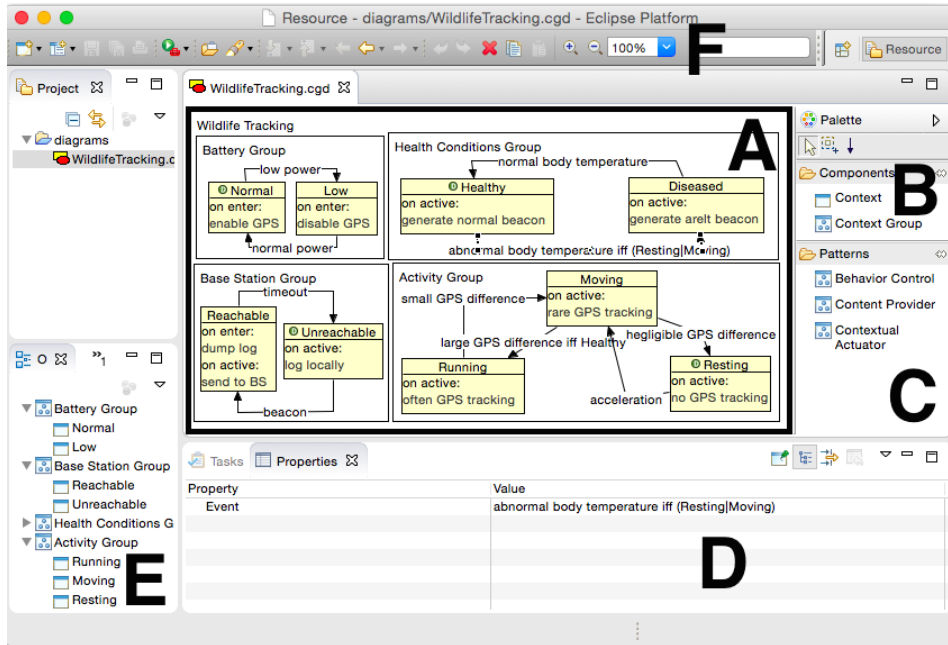 Resource - diagrams/WildlifeTracking.cgd - Eclipse Platform
100%
F
Resource
Project
diagrams
WildlifeTracking.c
O
»1
Battery Group
Normal
Low
Base Station Group
Reachable
Unreachable
Health Conditions G
Activity Group
Running
Moving
Resting
E
WildlifeTracking.cgd
Wildlife Tracking
A
Battery Group
low power
D Normal
on enter:
enable GPS
Low
on enter:
disable GPS
normal power
Health Conditions Group
normal body temperature
D Healthy
on active:
generate normal beacon
Diseased
on active:
generate arelt beacon
abnormal body temperature iff (Resting|Moving)
Base Station Group
timeout
Reachable
on enter:
dump log
on active:
send to BS
D Unreachable
on active:
log locally
beacon
Activity Group
small GPS difference
Moving
on active:
rare GPS tracking
large GPS difference iff Healthy
negligible GPS difference
Running
on active:
often GPS tracking
acceleration
D Resting
on active:
no GPS tracking
Palette
Components
B
Context
Context Group
Patterns
Behavior Control
Content Provider
Contextual
Actuator
C
Tasks
Properties
Property Value
Event abnormal body temperature iff (Resting|Moving)
D